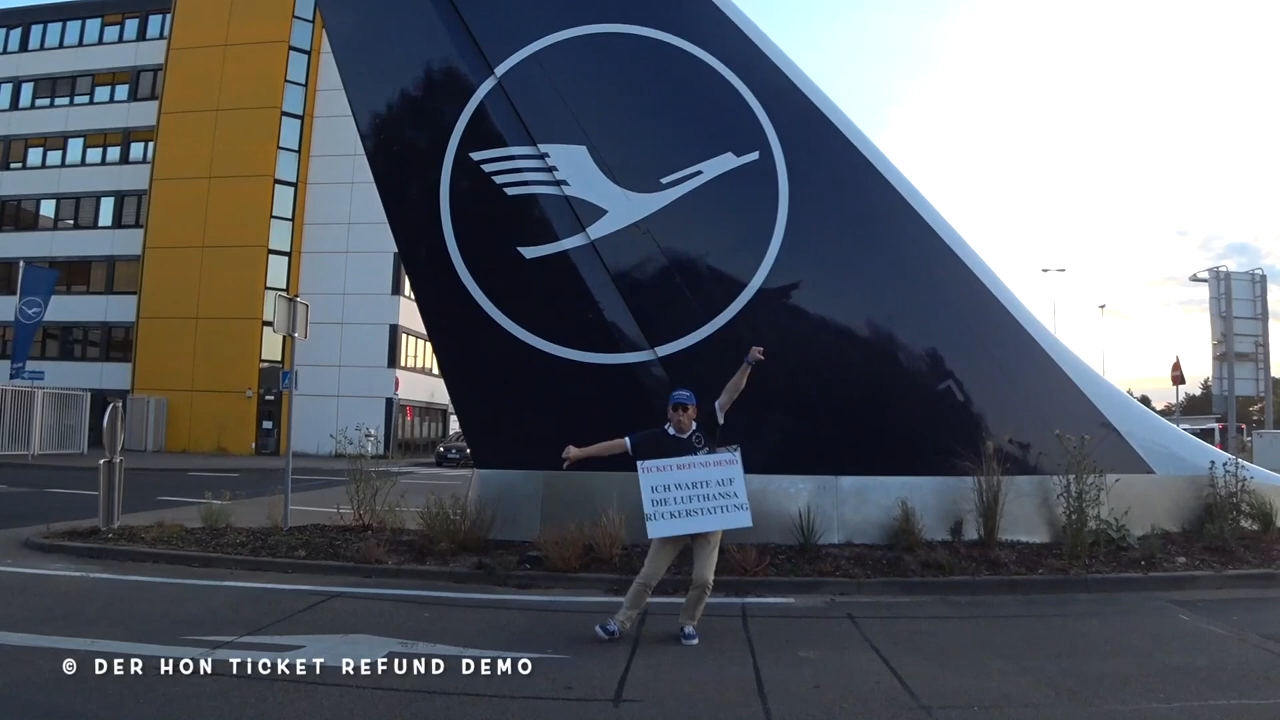 TICKET REFUND DEMO
ICH WARTE AUF
DIE LUFTHANSA
RÜCKERSTATTUNG
© DER HON TICKET REFUND DEMO